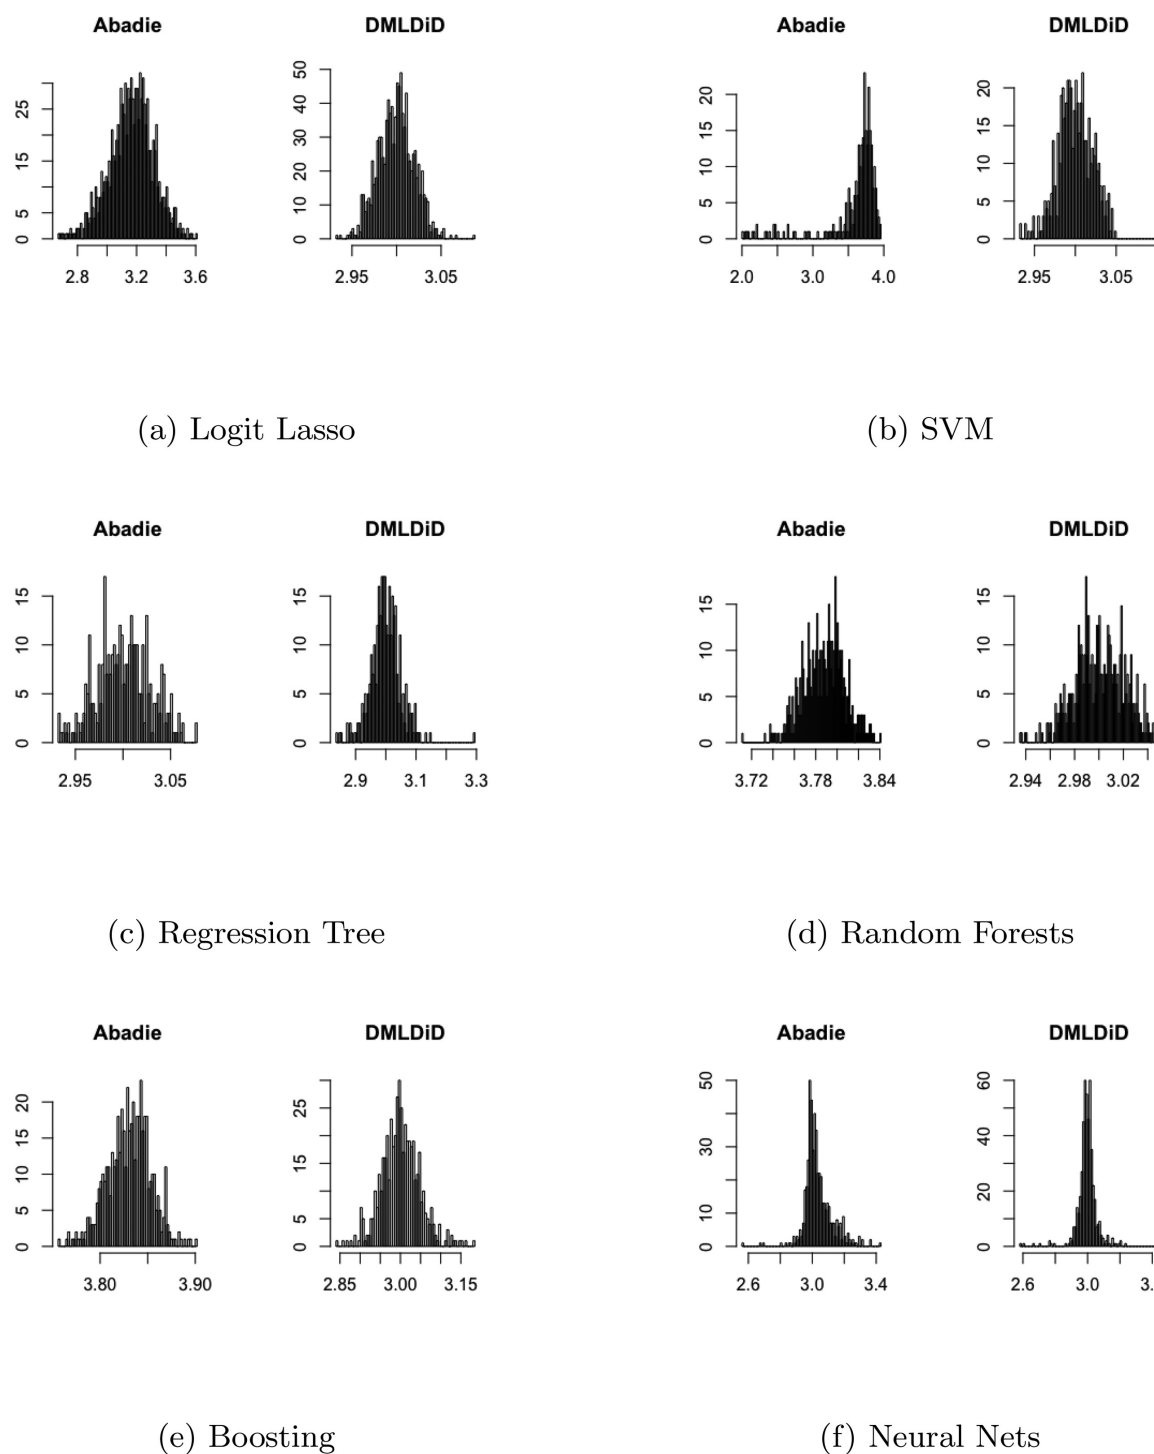 Abadie
DMLDiD
5 15 25
0 10 20 30 40 50
2.8 3.2 3.6
2.95 3.05
(a) Logit Lasso
Abadie
DMLDiD
0 5 10 15 20
0 5 10 15 20
2.0 3.0 4.0
2.95 3.05
(b) SVM
Abadie
DMLDiD
0 5 10 15
0 5 10 15
2.95 3.05
2.9 3.1 3.3
(c) Regression Tree
Abadie
DMLDiD
0 5 10 15
0 5 10 15
3.72 3.78 3.84
2.94 2.98 3.02
(d) Random Forests
Abadie
DMLDiD
0 5 10 15 20
5 15 25
3.80 3.90
2.85 3.00 3.15
(e) Boosting
Abadie
DMLDiD
0 10 30 50
0 20 40 60
2.6 3.0 3.4
2.6 3.0
(f) Neural Nets